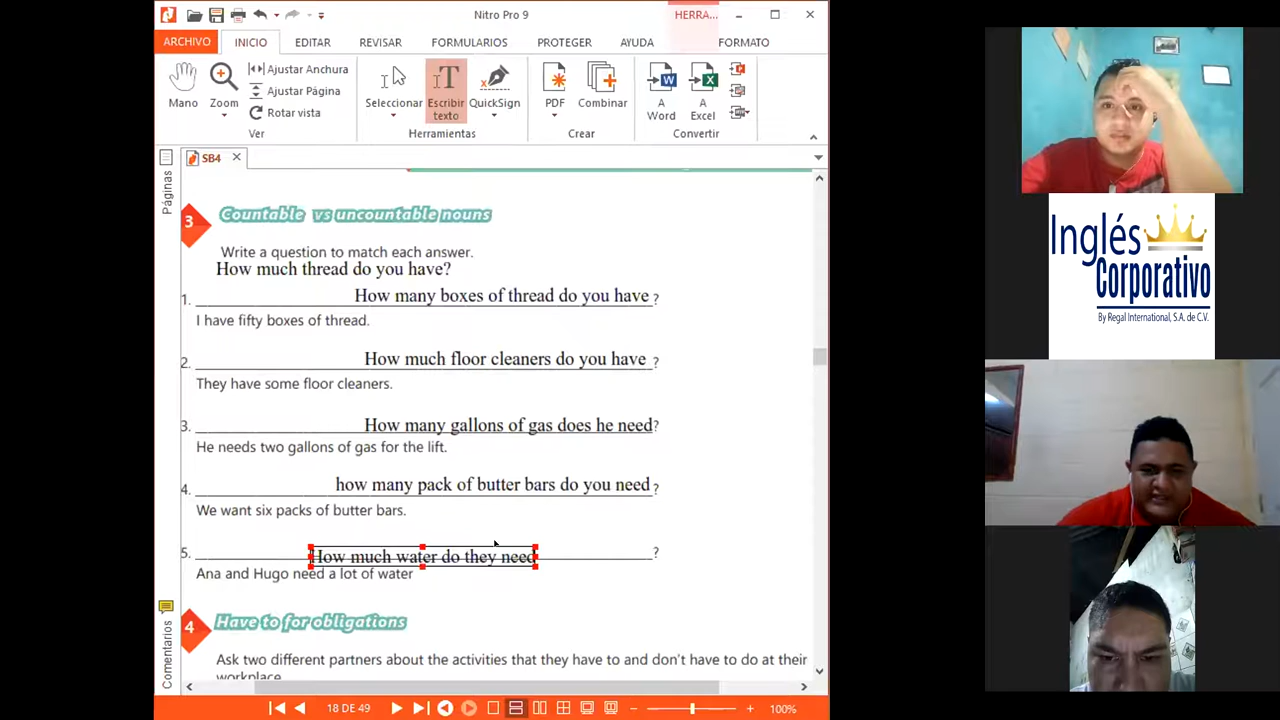 Nitro Pro 9
HERRA...
ARCHIVO
INICIO
EDITAR
REVISAR
FORMULARIOS
PROTEGER
AYUDA
FORMATO
Mano
Zoom
Ajustar Anchura
Ajustar Página
Rotar vista
Seleccionar
Escribir texto
QuickSign
PDF
Combinar
A Word
A Excel
Ver
Herramientas
Crear
Convertir
SB4
Páginas
3
Countable vs uncountable nouns
Write a question to match each answer.
How much thread do you have?
1. How many boxes of thread do you have ?
I have fifty boxes of thread.
2. How much floor cleaners do you have ?
They have some floor cleaners.
3. How many gallons of gas does he need?
He needs two gallons of gas for the lift.
4. how many pack of butter bars do you need ?
We want six packs of butter bars.
5. How much water do they need ?
Ana and Hugo need a lot of water
4
Have to for obligations
Ask two different partners about the activities that they have to and don't have to do at their
workplace
Comentarios
18 DE 49
100%
Inglés
Corporativo
By Regal International, S.A. de C.V.